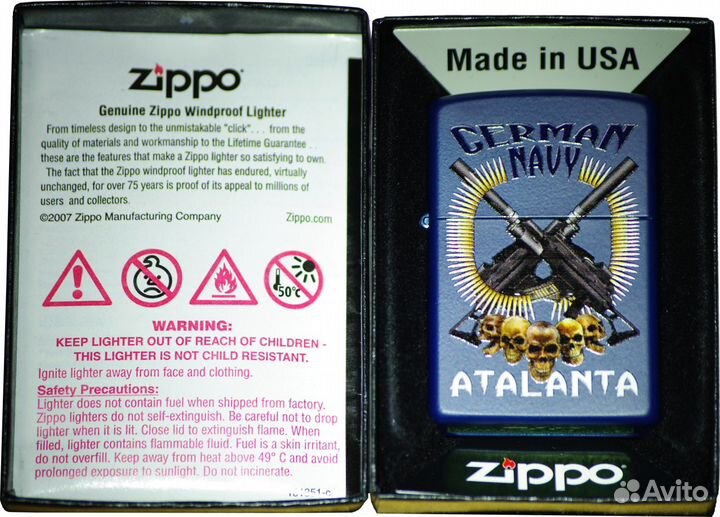 zippo
Genuine Zippo Windproof Lighter
From timeless design to the unmistakable "click". . . from the
quality of materials and workmanship to the Lifetime Guarantee . .
these are the features that make a Zippo lighter so satisfying to own.
The fact that the Zippo windproof lighter has endured, virtually
unchanged, for over 75 years is proof of its appeal to millions of
users and collectors.
©2007 Zippo Manufacturing Company Zippo.com
50°C
WARNING:
KEEP LIGHTER OUT OF REACH OF CHILDREN -
THIS LIGHTER IS NOT CHILD RESISTANT.
Ignite lighter away from face and clothing.
Safety Precautions:
Lighter does not contain fuel when shipped from factory.
Zippo lighters do not self-extinguish. Be careful not to drop
lighter when it is lit. Close lid to extinguish flame. When
filled, lighter contains flammable fluid. Fuel is a skin irritant,
do not overfill. Keep away from heat above 49° C and avoid
prolonged exposure to sunlight. Do not incinerate.
Made in USA
GERMAN
NAVY
ATALANTA
zippo
Avito